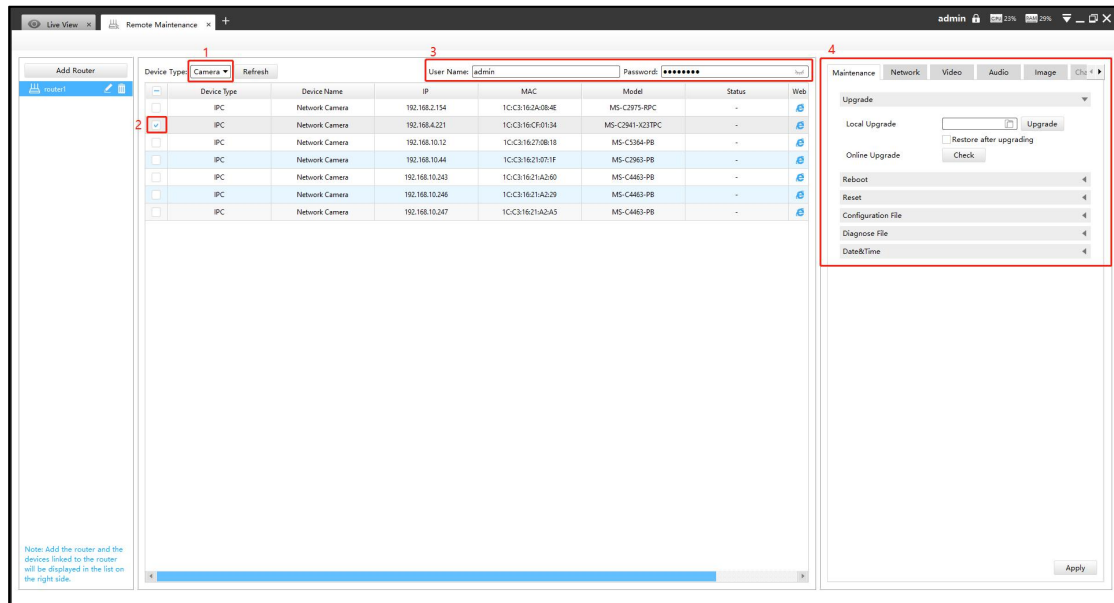 Live View × Remote Maintenance × + admin CPU 23% RAM 29%
1 3 4
Add Router Device Type: Camera Refresh User Name: admin Password: ●●●●●●●● Maintenance Network Video Audio Image Cha
router1 Device Type Device Name IP MAC Model Status Web Upgrade
IPC Network Camera 192.168.2.154 1C:C3:16:2A:0B:4E MS-C2975-RPC -
2 IPC Network Camera 192.168.4.221 1C:C3:16:CF:01:34 MS-C2941-X23TPC - Local Upgrade Upgrade
IPC Network Camera 192.168.10.12 1C:C3:16:27:0B:18 MS-C5364-PB - Restore after upgrading
IPC Network Camera 192.168.10.44 1C:C3:16:21:07:1F MS-C2963-PB - Online Upgrade Check
IPC Network Camera 192.168.10.243 1C:C3:16:21:A2:60 MS-C4463-PB - Reboot
IPC Network Camera 192.168.10.246 1C:C3:16:21:A2:29 MS-C4463-PB - Reset
IPC Network Camera 192.168.10.247 1C:C3:16:21:A2:A5 MS-C4463-PB - Configuration File
Diagnose File
Date&Time
Note: Add the router and the
devices linked to the router
will be displayed in the list on
the right side.
Apply